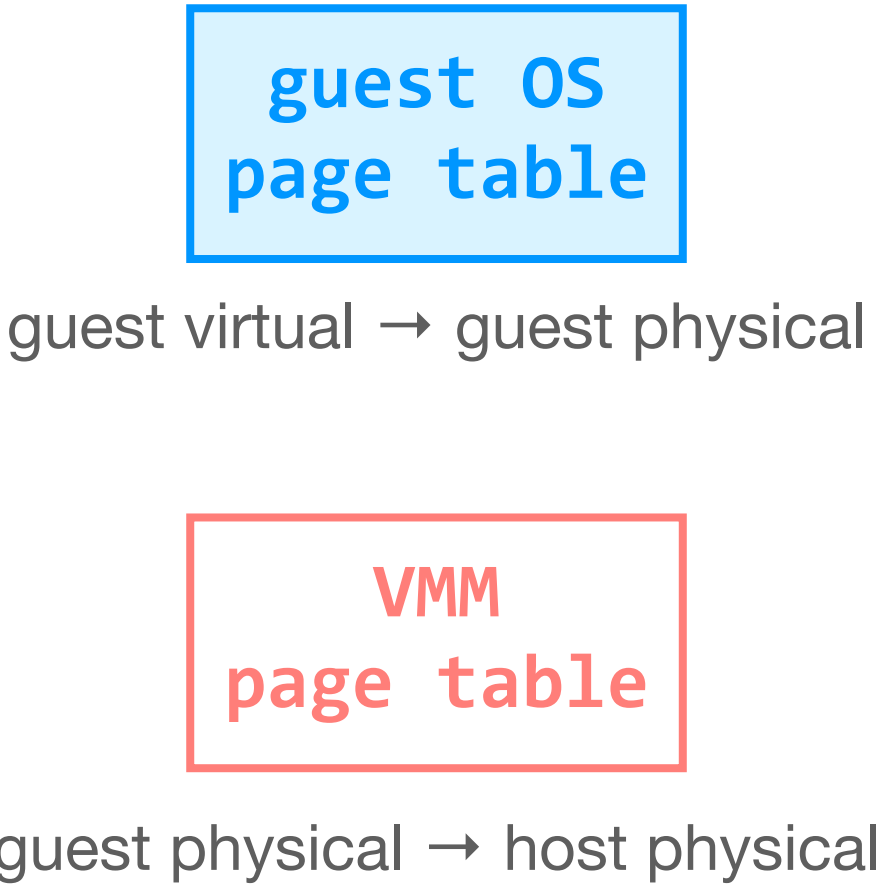 guest OS
page table
guest virtual → guest physical
VMM
page table
guest physical → host physical